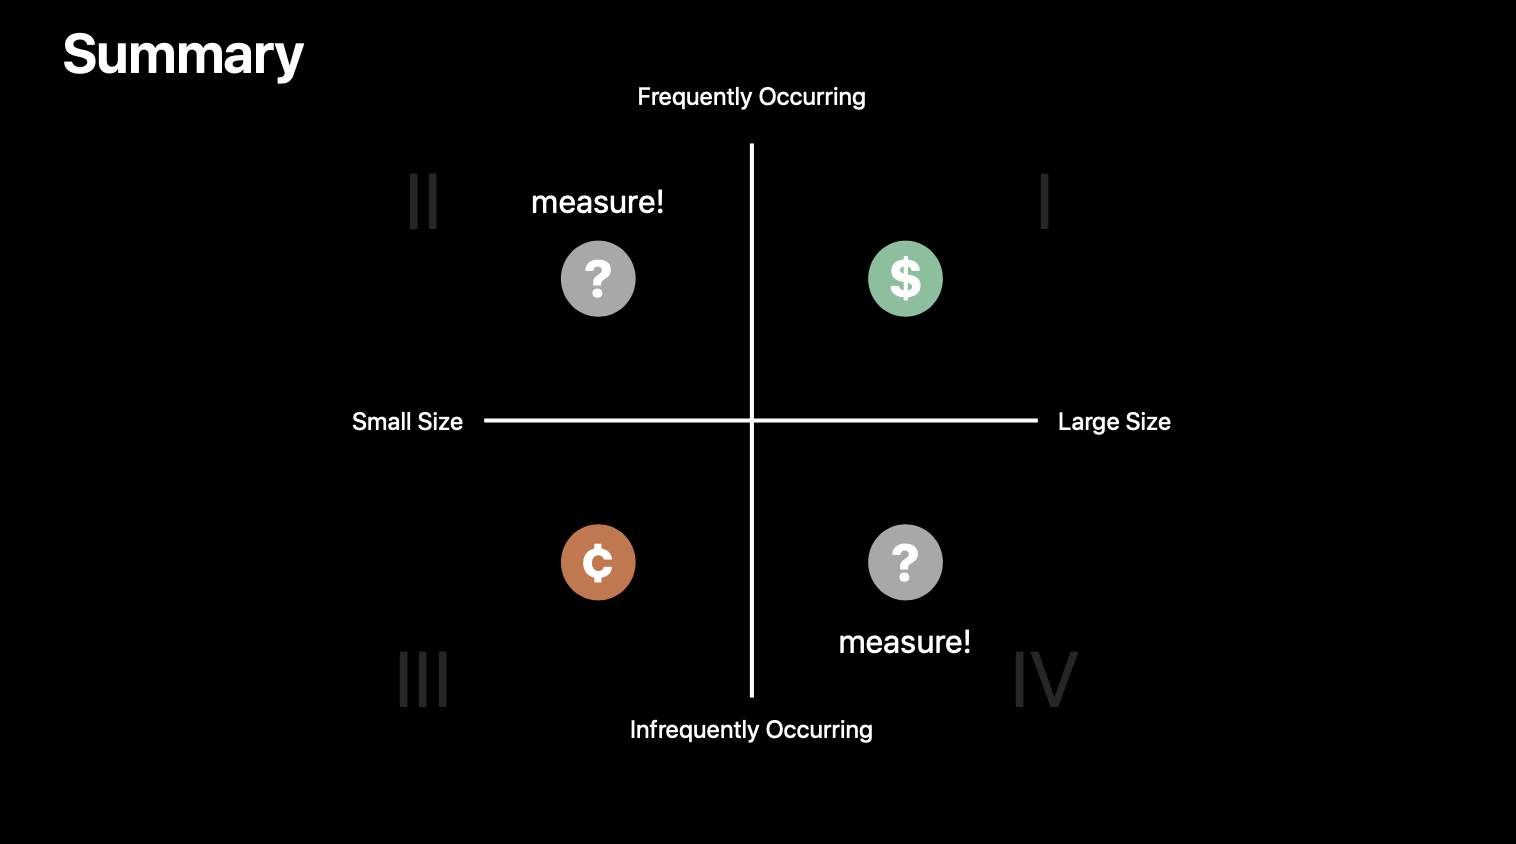 Summary
Frequently Occurring
II
I
measure!
?
$
Small Size
Large Size
¢
?
measure!
III
IV
Infrequently Occurring